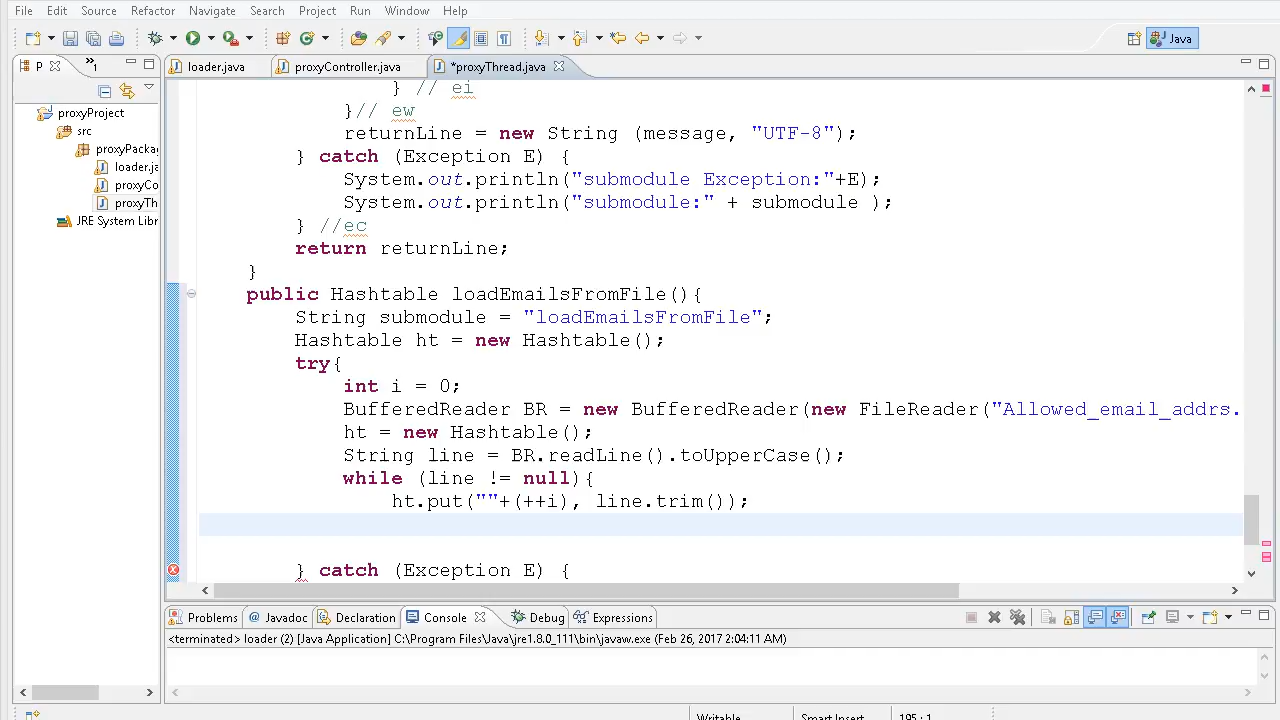 File Edit Source Refactor Navigate Search Project Run Window Help
Java
P »1
loader.java proxyController.java *proxyThread.java
proxyProject
src
proxyPacka
loader.ja
proxyCo
proxyTh
JRE System Libr
} // ei
}// ew
returnLine = new String (message, "UTF-8");
} catch (Exception E) {
System.out.println("submodule Exception:"+E);
System.out.println("submodule:" + submodule );
} //ec
return returnLine;
}
public Hashtable loadEmailsFromFile(){
String submodule = "loadEmailsFromFile";
Hashtable ht = new Hashtable();
try{
int i = 0;
BufferedReader BR = new BufferedReader(new FileReader("Allowed_email_addrs.
ht = new Hashtable();
String line = BR.readLine().toUpperCase();
while (line != null){
ht.put(""+(++i), line.trim());
} catch (Exception E) {
Problems @ Javadoc Declaration Console Debug Expressions
<terminated> loader (2) [Java Application] C:\Program Files\Java\jre1.8.0_111\bin\javaw.exe (Feb 26, 2017 2:04:11 AM)
Writable Smart Insert 195 : 1